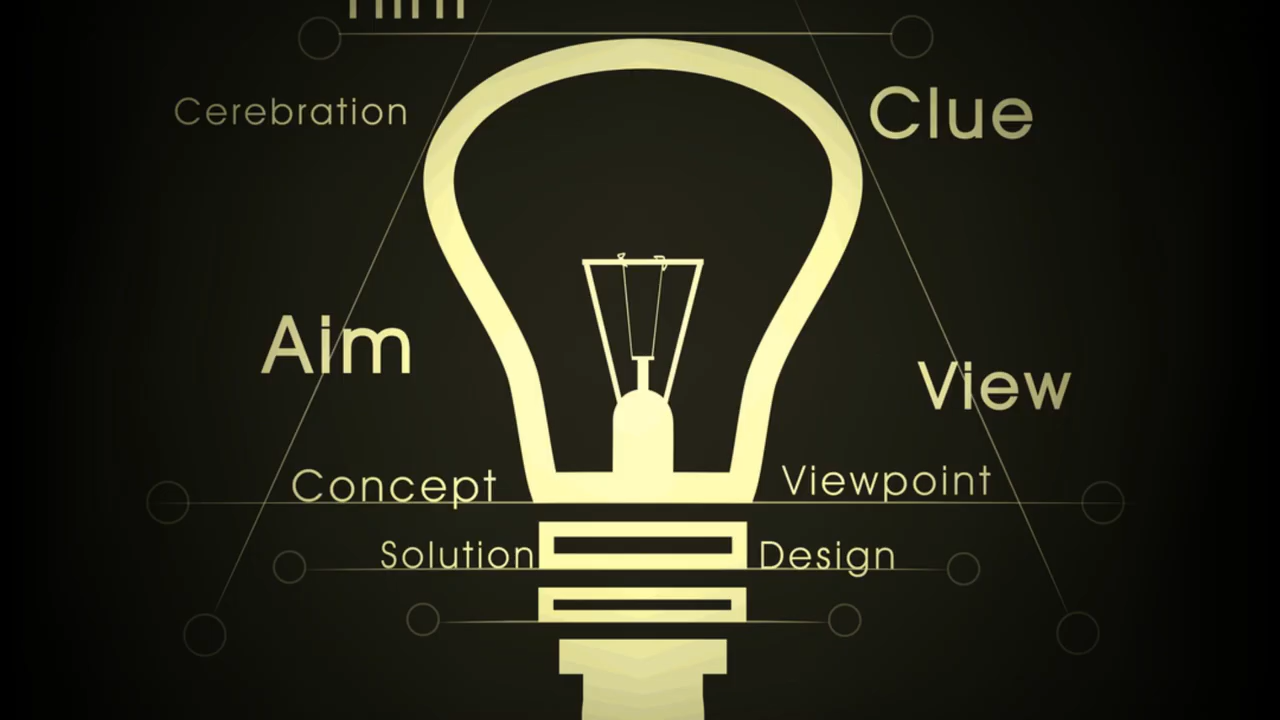 Cerebration
Clue
Aim
View
Concept
Viewpoint
Solution
Design